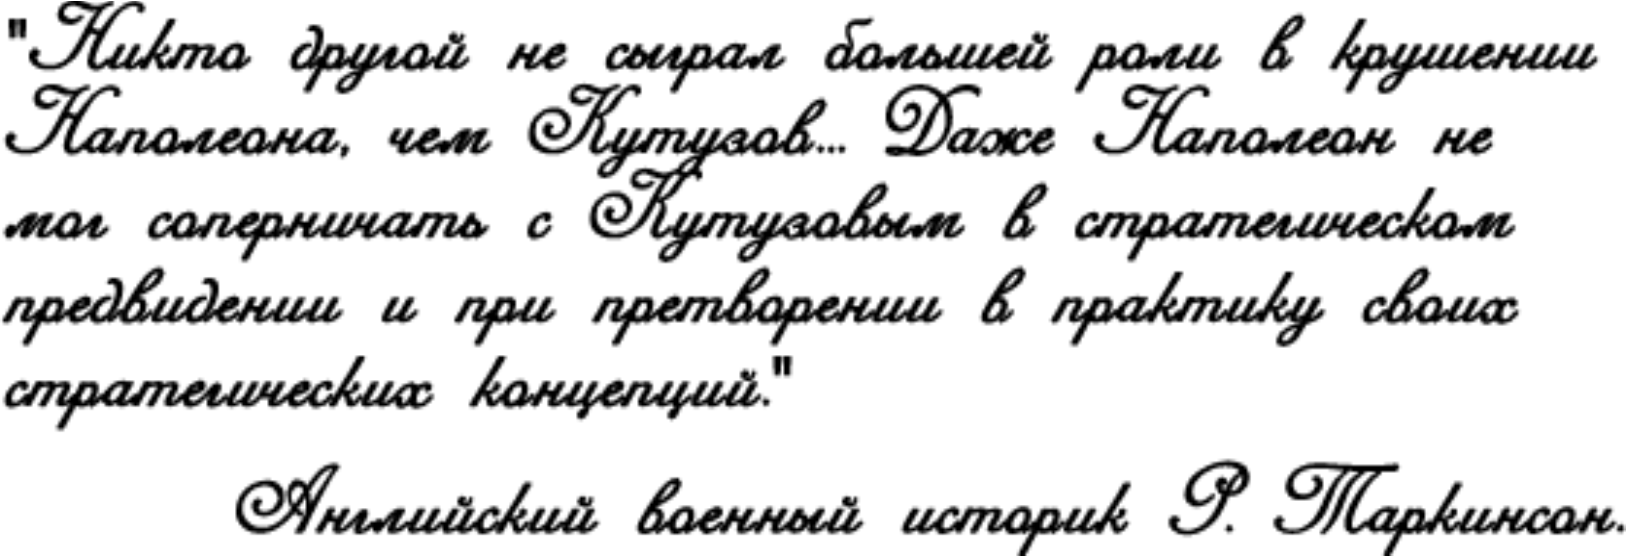 "Никто другой не сыграл большей роли в крушении
Наполеона, чем Кутузов... Даже Наполеон не
мог соперничать с Кутузовым в стратегическом
предвидении и при претворении в практику своих
стратегических концепций."
Английский военный историк Р. Таркинсон.